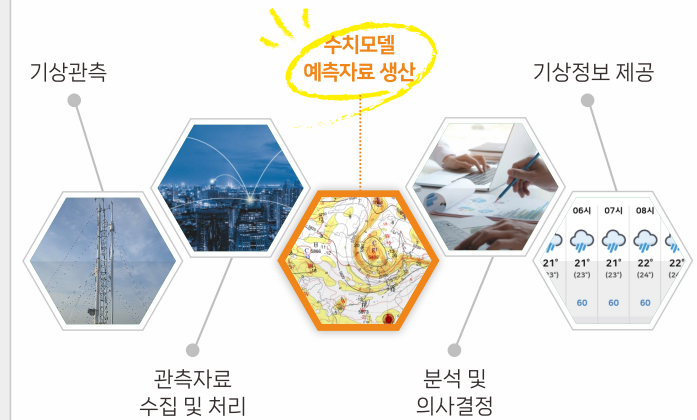 수치모델
예측자료 생산
기상관측
기상정보 제공
06시 07시 08시
21° 21° 21° 22° 22°
(23°) (23°) (24°)
60 60 60
관측자료
수집 및 처리
분석 및
의사결정